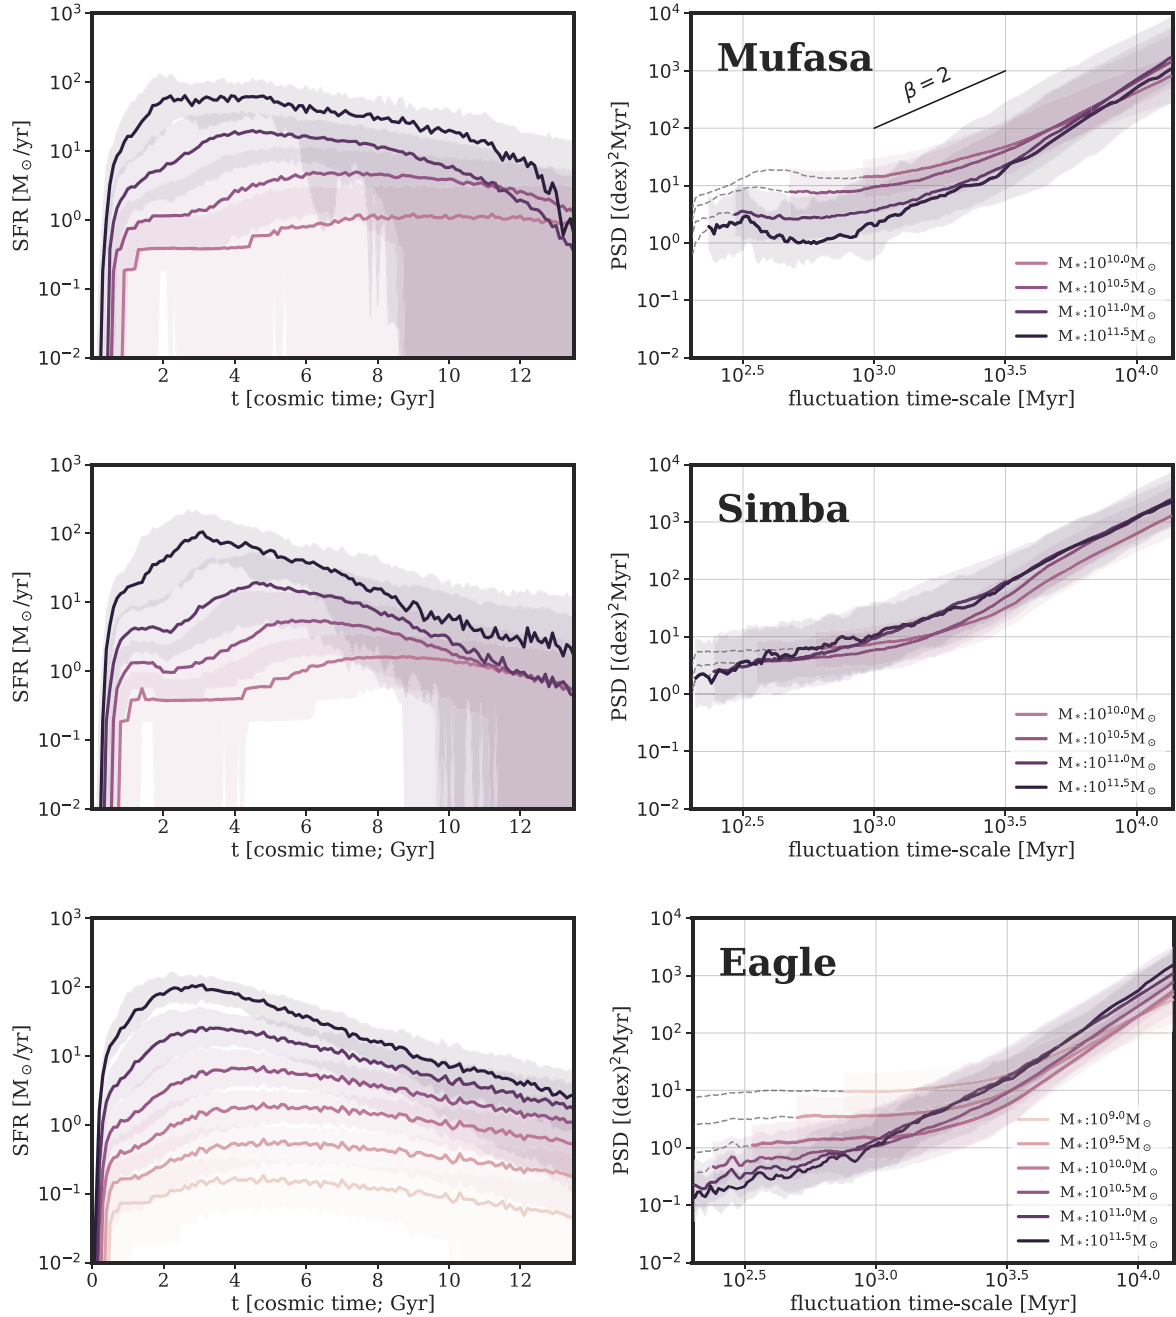 10³
10²
10¹
10⁰
10⁻¹
10⁻²
SFR [M⊙/yr]
2 4 6 8 10 12
t [cosmic time; Gyr]
Mufasa
β = 2
10⁴
10³
10²
10¹
10⁰
10⁻¹
10⁻²
PSD [(dex)²Myr]
M*:10^10.0 M⊙
M*:10^10.5 M⊙
M*:10^11.0 M⊙
M*:10^11.5 M⊙
10^2.5 10^3.0 10^3.5 10^4.0
fluctuation time-scale [Myr]
10³
10²
10¹
10⁰
10⁻¹
10⁻²
SFR [M⊙/yr]
2 4 6 8 10 12
t [cosmic time; Gyr]
Simba
10⁴
10³
10²
10¹
10⁰
10⁻¹
10⁻²
PSD [(dex)²Myr]
M*:10^10.0 M⊙
M*:10^10.5 M⊙
M*:10^11.0 M⊙
M*:10^11.5 M⊙
10^2.5 10^3.0 10^3.5 10^4.0
fluctuation time-scale [Myr]
10³
10²
10¹
10⁰
10⁻¹
10⁻²
SFR [M⊙/yr]
0 2 4 6 8 10 12
t [cosmic time; Gyr]
Eagle
10⁴
10³
10²
10¹
10⁰
10⁻¹
10⁻²
PSD [(dex)²Myr]
M*:10^9.0 M⊙
M*:10^9.5 M⊙
M*:10^10.0 M⊙
M*:10^10.5 M⊙
M*:10^11.0 M⊙
M*:10^11.5 M⊙
10^2.5 10^3.0 10^3.5 10^4.0
fluctuation time-scale [Myr]